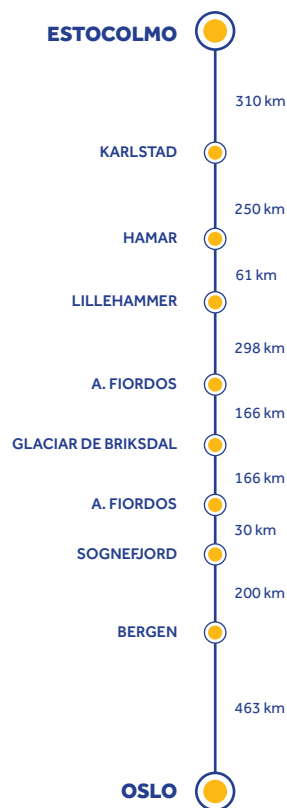 ESTOCOLMO
310 km
KARLSTAD
250 km
HAMAR
61 km
LILLEHAMMER
298 km
A. FIORDOS
166 km
GLACIAR DE BRIKSDAL
166 km
A. FIORDOS
30 km
SOGNEFJORD
200 km
BERGEN
463 km
OSLO